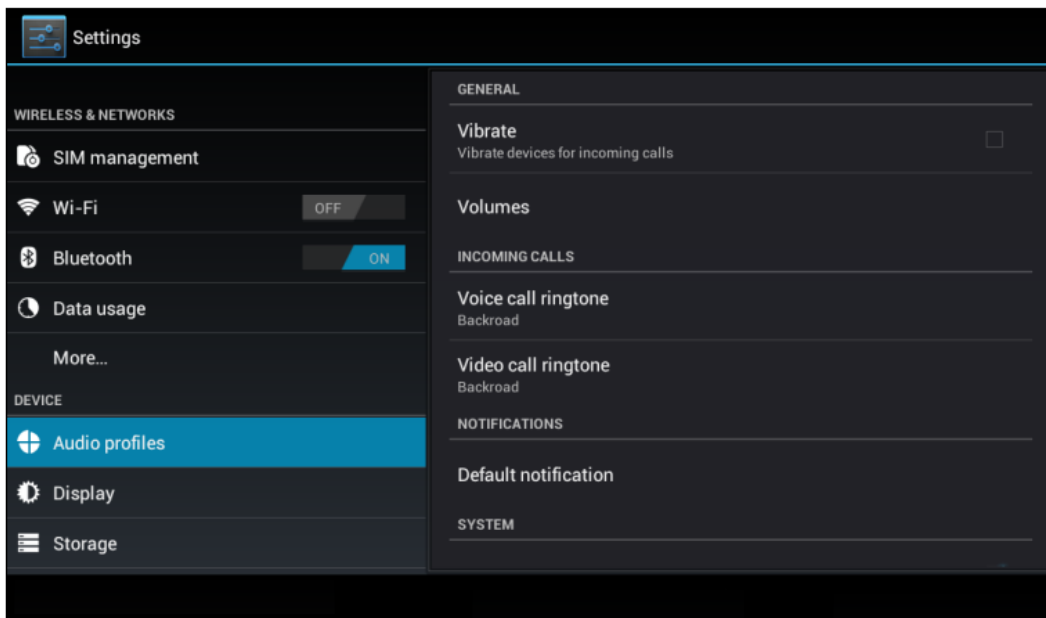 Settings
WIRELESS & NETWORKS
SIM management
Wi-Fi
OFF
Bluetooth
ON
Data usage
More...
DEVICE
Audio profiles
Display
Storage
GENERAL
Vibrate
Vibrate devices for incoming calls
Volumes
INCOMING CALLS
Voice call ringtone
Backroad
Video call ringtone
Backroad
NOTIFICATIONS
Default notification
SYSTEM